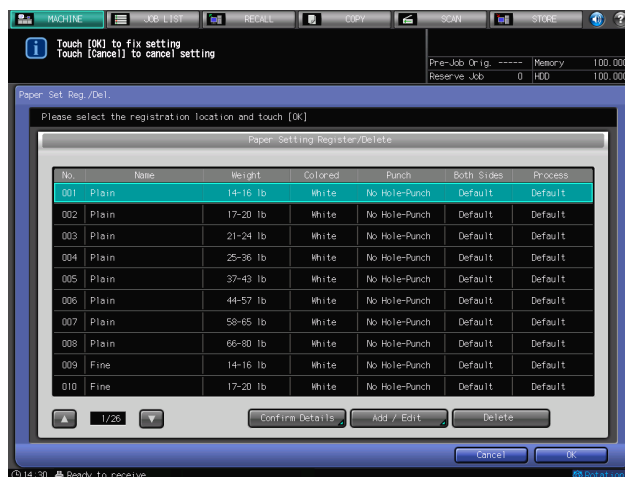 MACHINE JOB LIST RECALL COPY SCAN STORE
Touch [OK] to fix setting
Touch [Cancel] to cancel setting
Pre-Job Orig. ----- Memory 100.000
Reserve Job 0 HDD 100.000
Paper Set Reg./Del.
Please select the registration location and touch [OK]
Paper Setting Register/Delete
No. Name Weight Colored Punch Both Sides Process
001 Plain 14-16 lb White No Hole-Punch Default Default
002 Plain 17-20 lb White No Hole-Punch Default Default
003 Plain 21-24 lb White No Hole-Punch Default Default
004 Plain 25-36 lb White No Hole-Punch Default Default
005 Plain 37-43 lb White No Hole-Punch Default Default
006 Plain 44-57 lb White No Hole-Punch Default Default
007 Plain 58-65 lb White No Hole-Punch Default Default
008 Plain 66-80 lb White No Hole-Punch Default Default
009 Fine 14-16 lb White No Hole-Punch Default Default
010 Fine 17-20 lb White No Hole-Punch Default Default
1/26 Confirm Details Add / Edit Delete
Cancel OK
14:30 Ready to receive Rotation